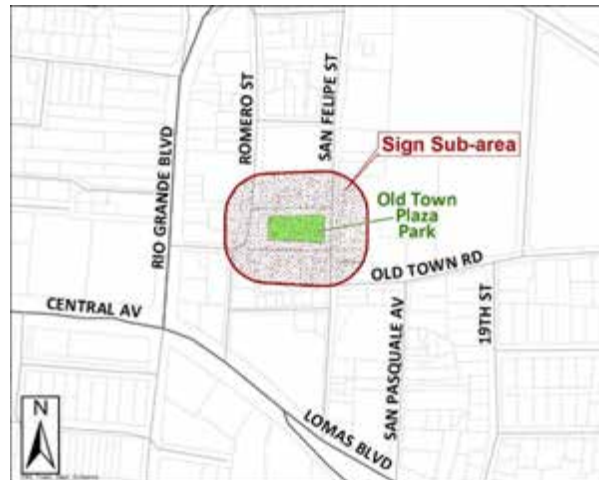 ROMERO ST
SAN FELIPE ST
RIO GRANDE BLVD
Sign Sub-area
Old Town
Plaza
Park
OLD TOWN RD
CENTRAL AV
SAN PASQUALE AV
19TH ST
LOMAS BLVD
N